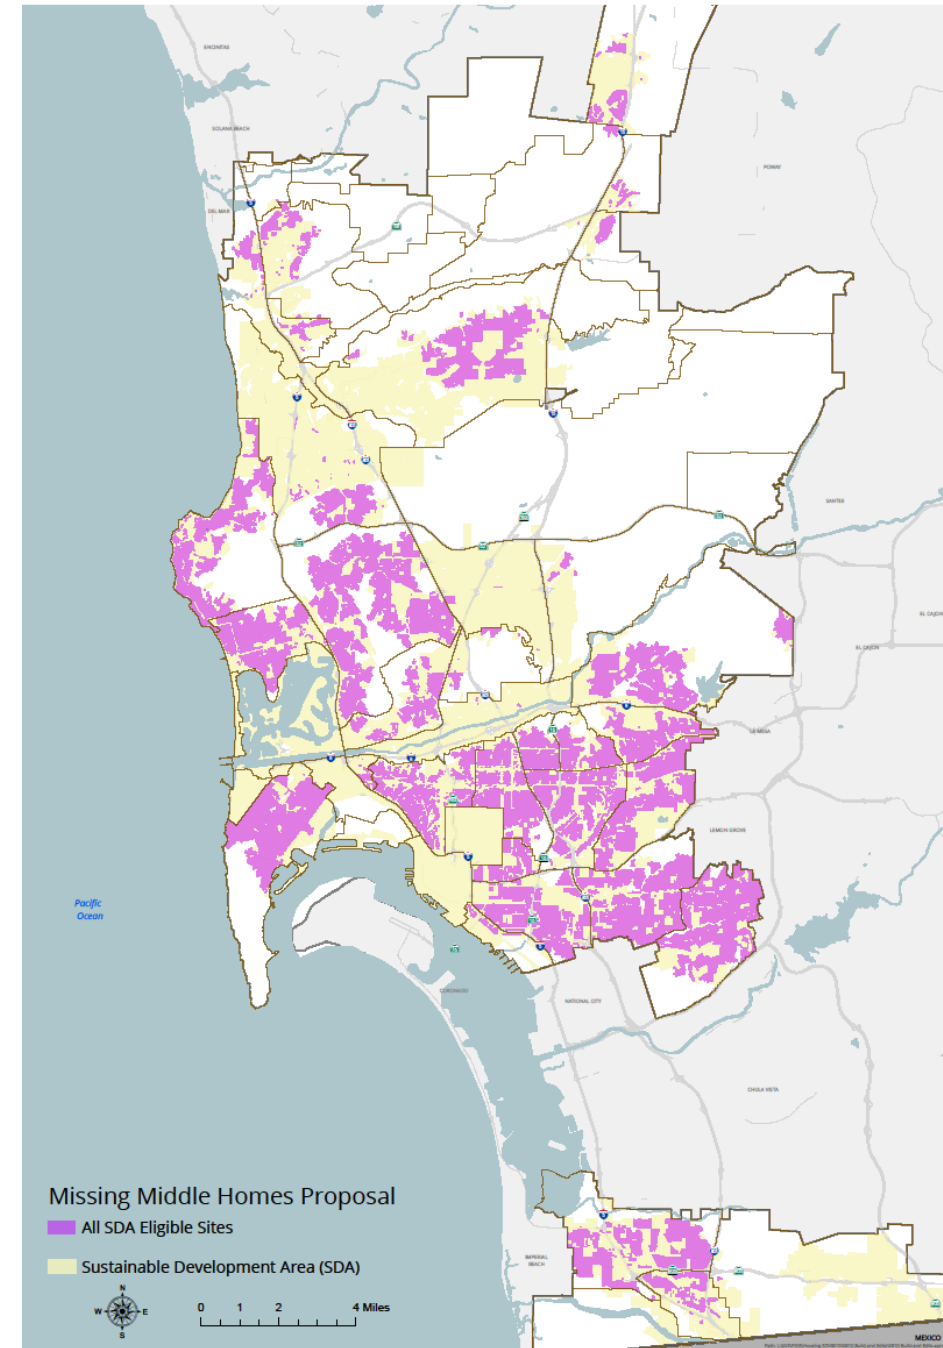 ENCINITAS
SOLANA BEACH
POWAY
DEL MAR
SANTEE
EL CAJON
EL CAJON
LA MESA
LEMON GROVE
Pacific
Ocean
CORONADO
NATIONAL CITY
CHULA VISTA
Missing Middle Homes Proposal
All SDA Eligible Sites
Sustainable Development Area (SDA)
IMPERIAL
BEACH
N
W E
S
0 1 2 4 Miles
MEXICO